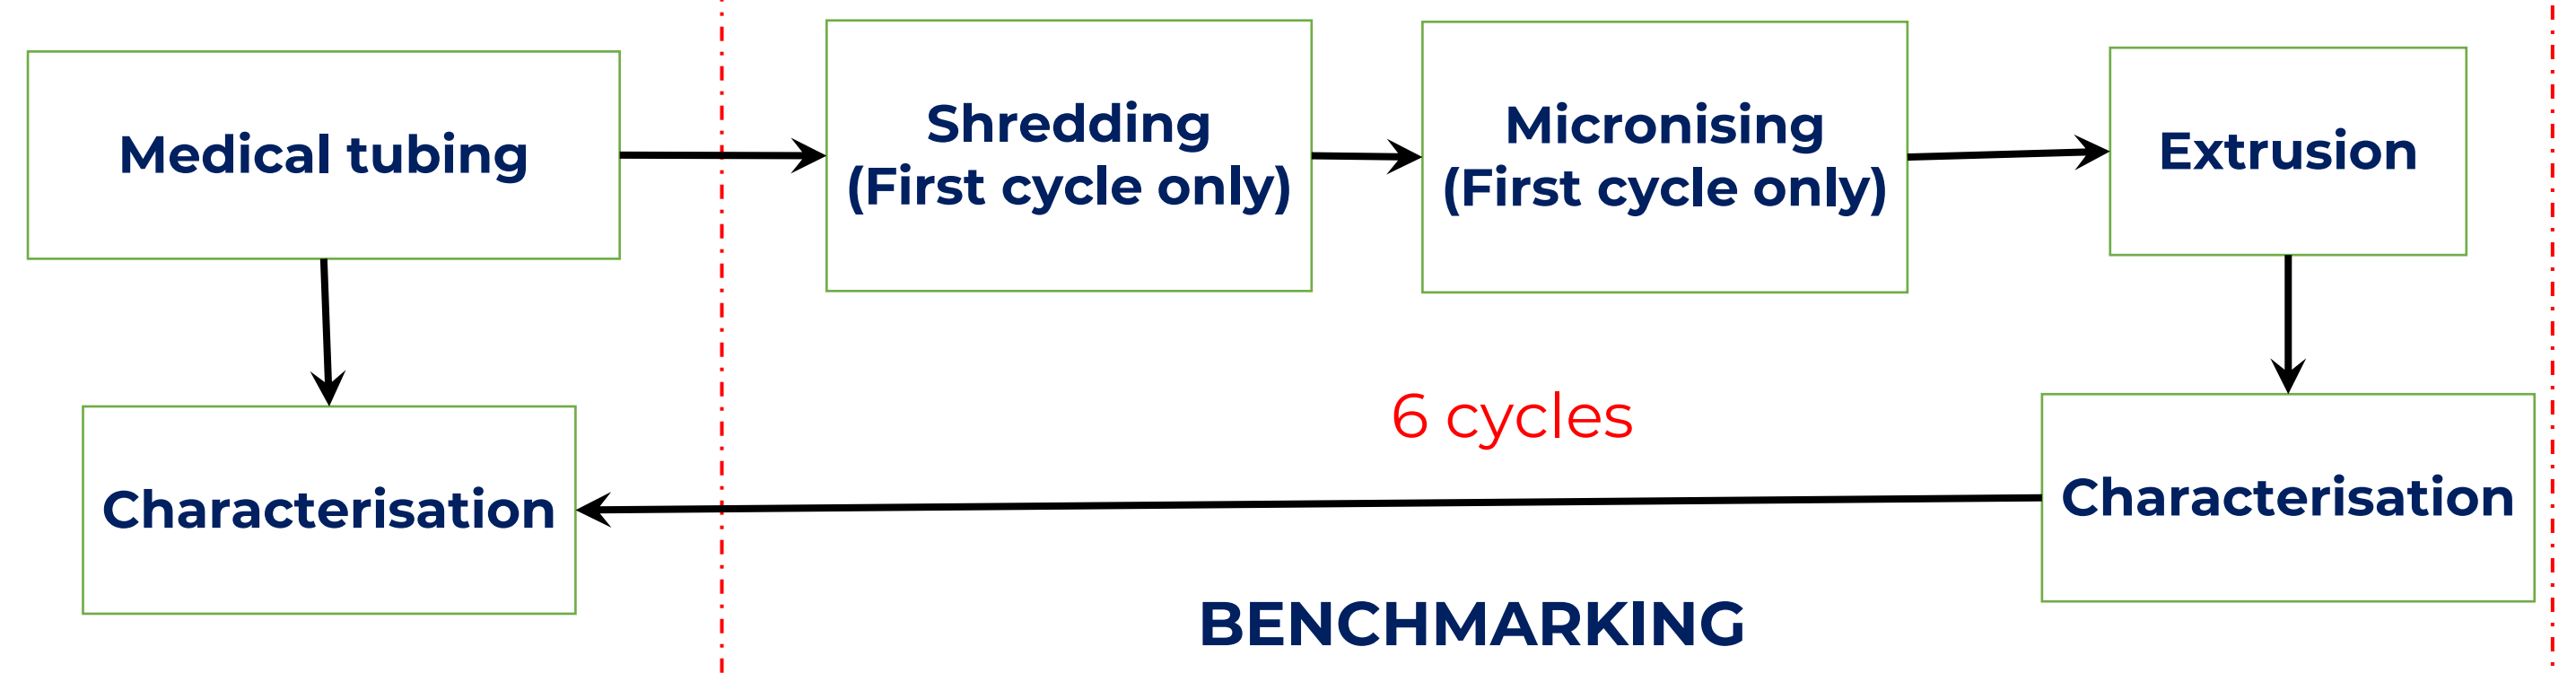 Medical tubing
Shredding
(First cycle only)
Micronising
(First cycle only)
Extrusion
6 cycles
Characterisation
Characterisation
BENCHMARKING